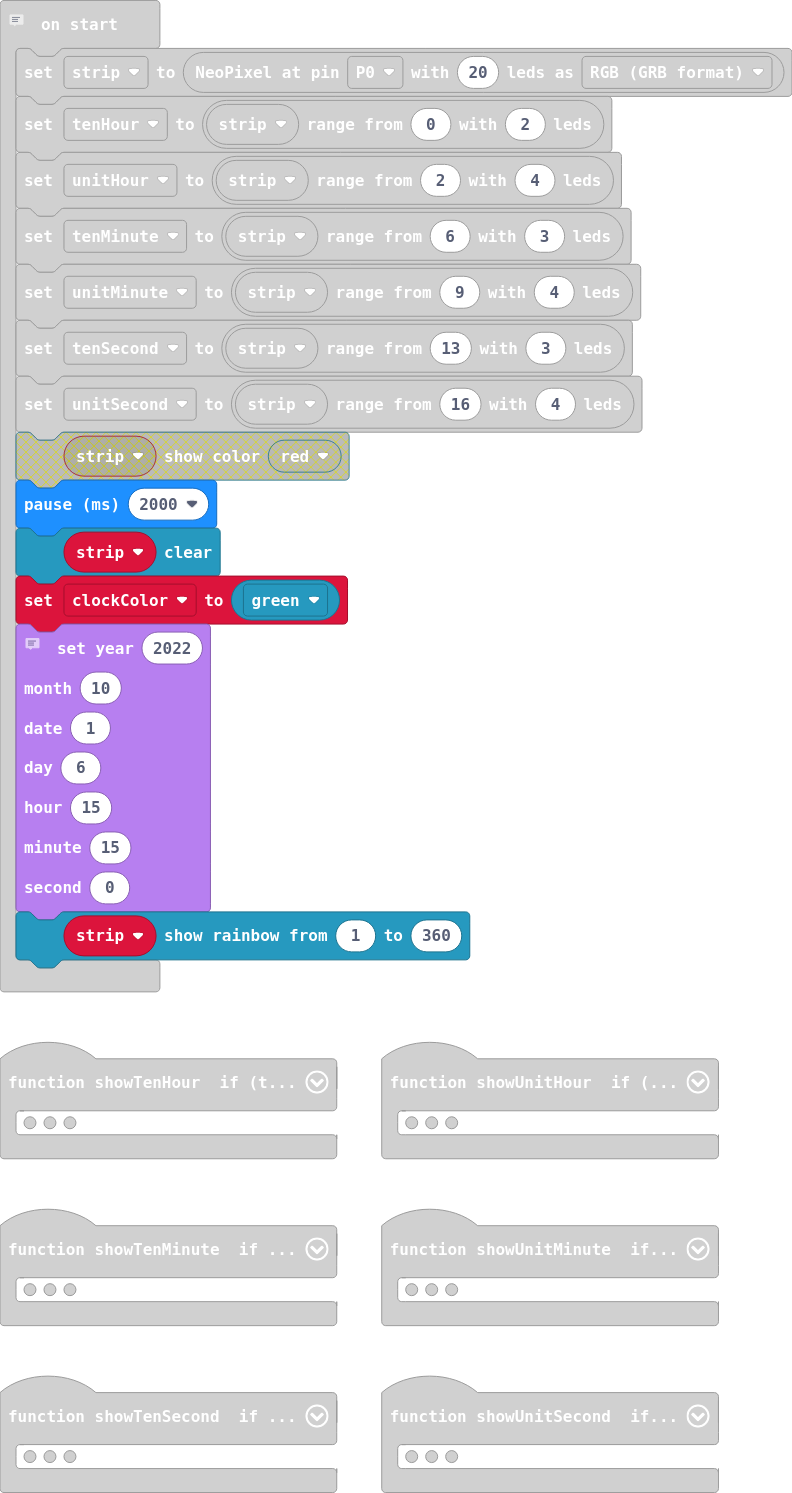 on start
set strip to NeoPixel at pin P0 with 20 leds as RGB (GRB format)
set tenHour to strip range from 0 with 2 leds
set unitHour to strip range from 2 with 4 leds
set tenMinute to strip range from 6 with 3 leds
set unitMinute to strip range from 9 with 4 leds
set tenSecond to strip range from 13 with 3 leds
set unitSecond to strip range from 16 with 4 leds
strip show color red
pause (ms) 2000
strip clear
set clockColor to green
set year 2022
month 10
date 1
day 6
hour 15
minute 15
second 0
strip show rainbow from 1 to 360
function showTenHour if (t...
function showUnitHour if (...
function showTenMinute if ...
function showUnitMinute if...
function showTenSecond if ...
function showUnitSecond if...